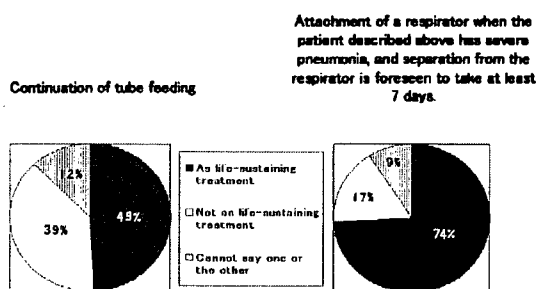 Attachment of a respirator when the
patient described above has severe
pneumonia, and separation from the
respirator is foreseen to take at least
7 days.
Continuation of tube feeding
12%
49%
39%
As life-sustaining
treatment
Not as life-sustaining
treatment
Cannot say one or
the other
9%
17%
74%